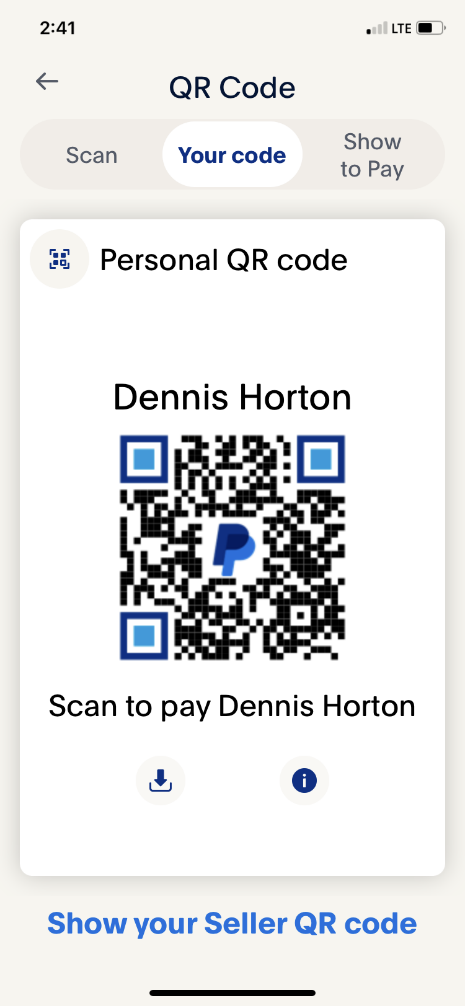 2:41
LTE
QR Code
Scan
Your code
Show
to Pay
Personal QR code
Dennis Horton
Scan to pay Dennis Horton
Show your Seller QR code